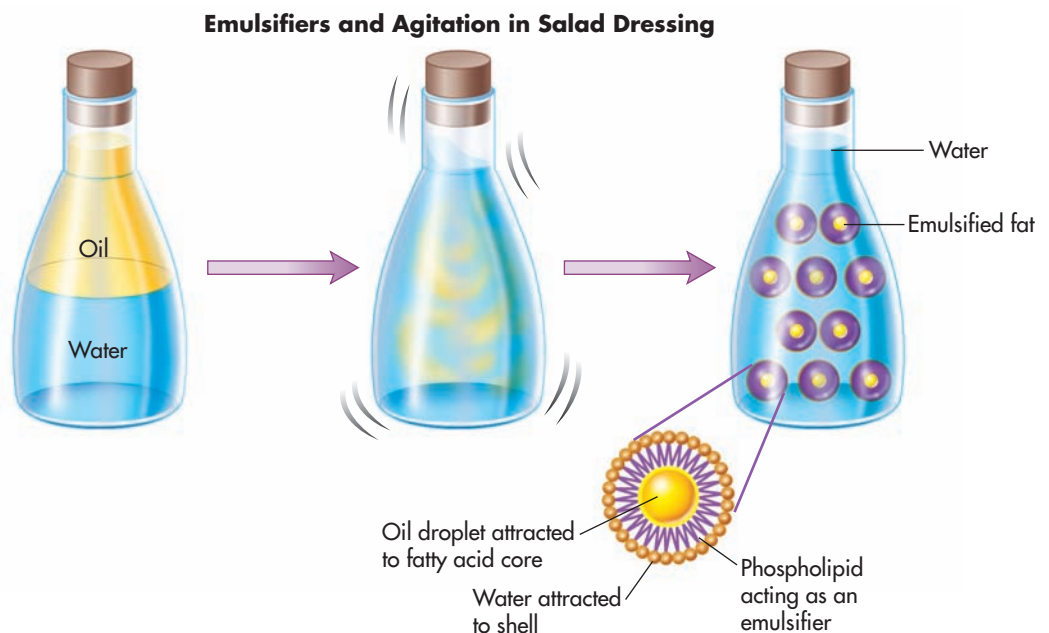 Emulsifiers and Agitation in Salad Dressing
Oil
Water
Water
Emulsified fat
Oil droplet attracted
to fatty acid core
Water attracted
to shell
Phospholipid
acting as an
emulsifier